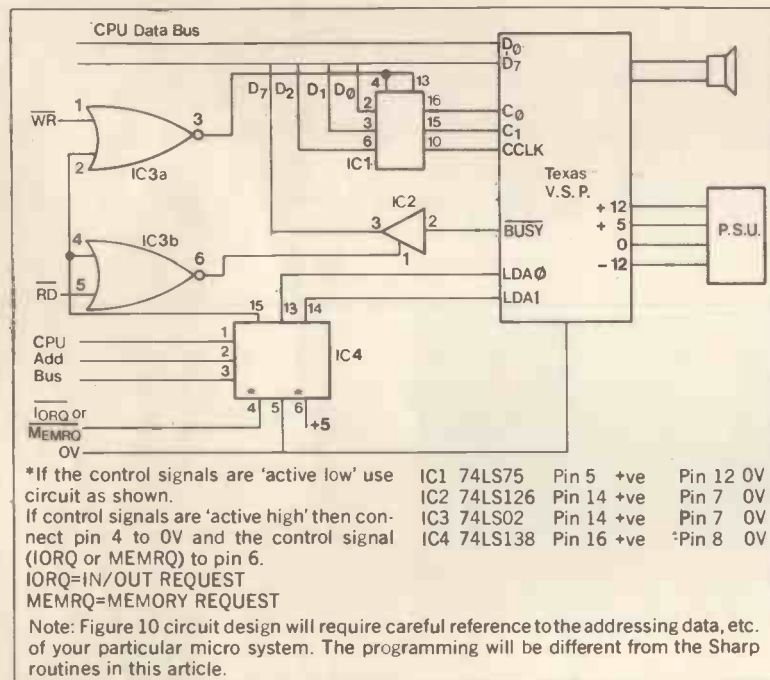 CPU Data Bus
D0
D7
4
13
D7
D2
D1
D0
2
3
6
16
15
10
IC1
C0
C1
CCLK
Texas
V.S.P.
WR
1
2
3
IC3a
IC2
3
2
1
BUSY
+ 12
+ 5
0
- 12
P.S.U.
4
5
6
IC3b
RD
LDA0
LDA1
15
13
14
CPU
Add
Bus
1
2
3
IC4
*
*
4
5
6
+5
IORQ or
MEMRQ
0V
*If the control signals are 'active low' use
circuit as shown.
If control signals are 'active high' then con-
nect pin 4 to 0V and the control signal
(IORQ or MEMRQ) to pin 6.
IORQ=IN/OUT REQUEST
MEMRQ=MEMORY REQUEST
IC1 74LS75 Pin 5 +ve Pin 12 0V
IC2 74LS126 Pin 14 +ve Pin 7 0V
IC3 74LS02 Pin 14 +ve Pin 7 0V
IC4 74LS138 Pin 16 +ve Pin 8 0V
Note: Figure 10 circuit design will require careful reference to the addressing data, etc.
of your particular micro system. The programming will be different from the Sharp
routines in this article.